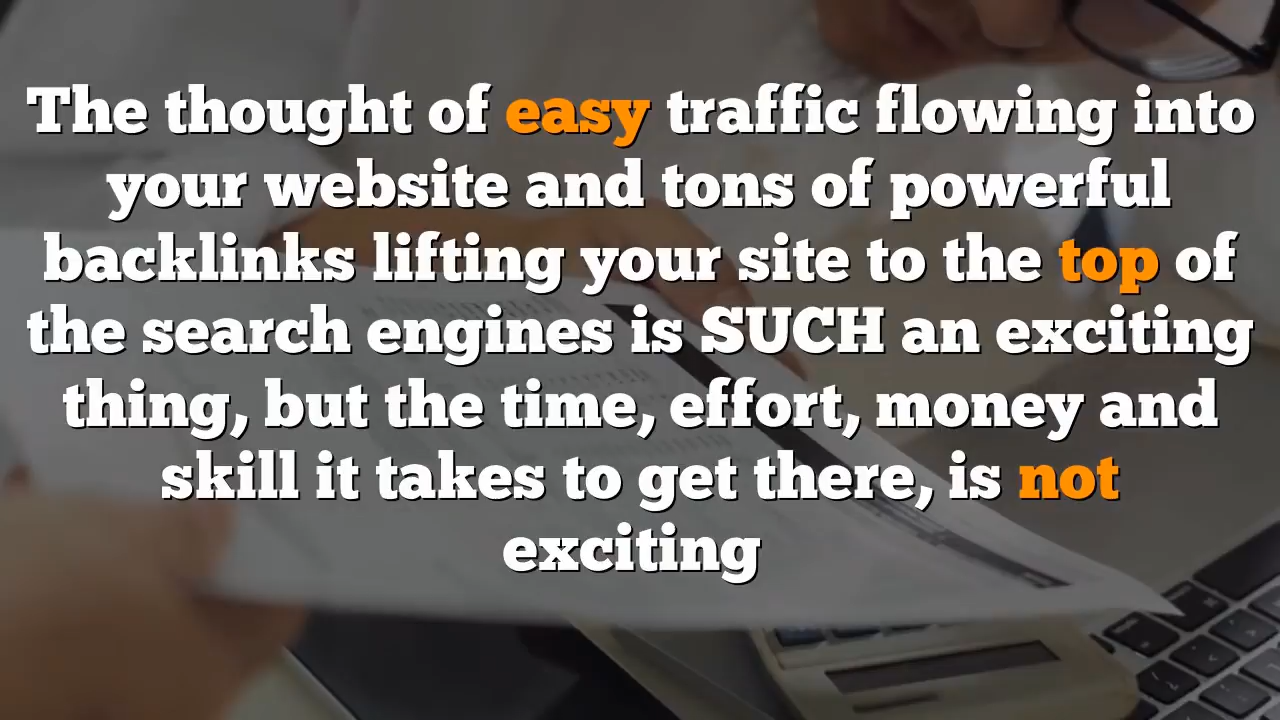 The thought of easy traffic flowing into
your website and tons of powerful
backlinks lifting your site to the top of
the search engines is SUCH an exciting
thing, but the time, effort, money and
skill it takes to get there, is not
exciting